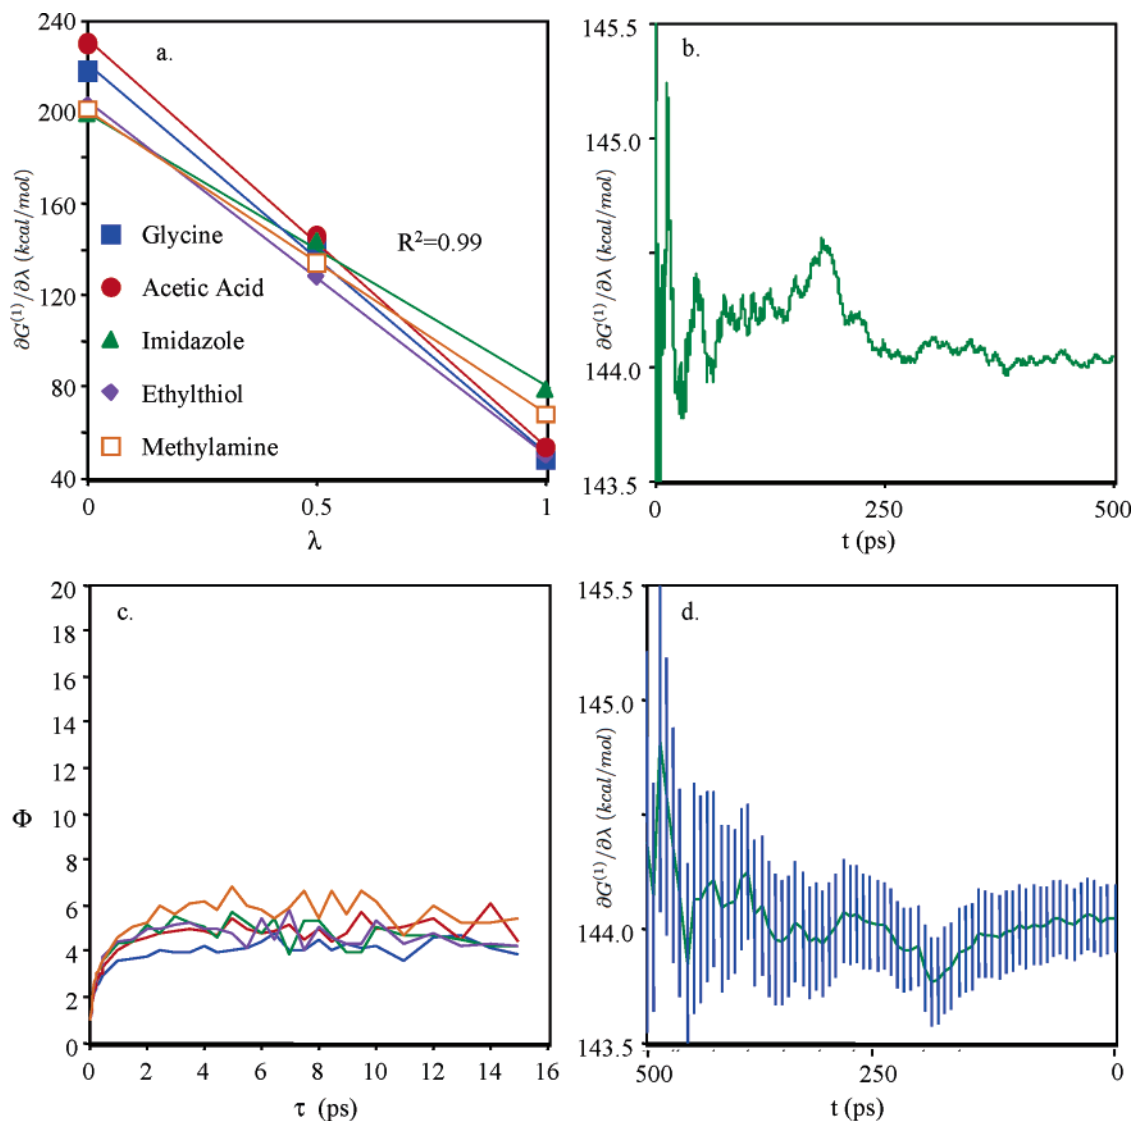 a.
240
200
160
120
80
40
∂G⁽¹⁾/∂λ (kcal/mol)
Glycine
Acetic Acid
Imidazole
Ethylthiol
Methylamine
R²=0.99
0 0.5 1
λ
b.
145.5
145.0
144.0
143.5
∂G⁽¹⁾/∂λ (kcal/mol)
0 250 500
t (ps)
c.
20
18
16
14
12
10
8
6
4
2
0
Φ
0 2 4 6 8 10 12 14 16
τ (ps)
d.
145.5
145.0
144.0
143.5
∂G⁽¹⁾/∂λ (kcal/mol)
500 250 0
t (ps)